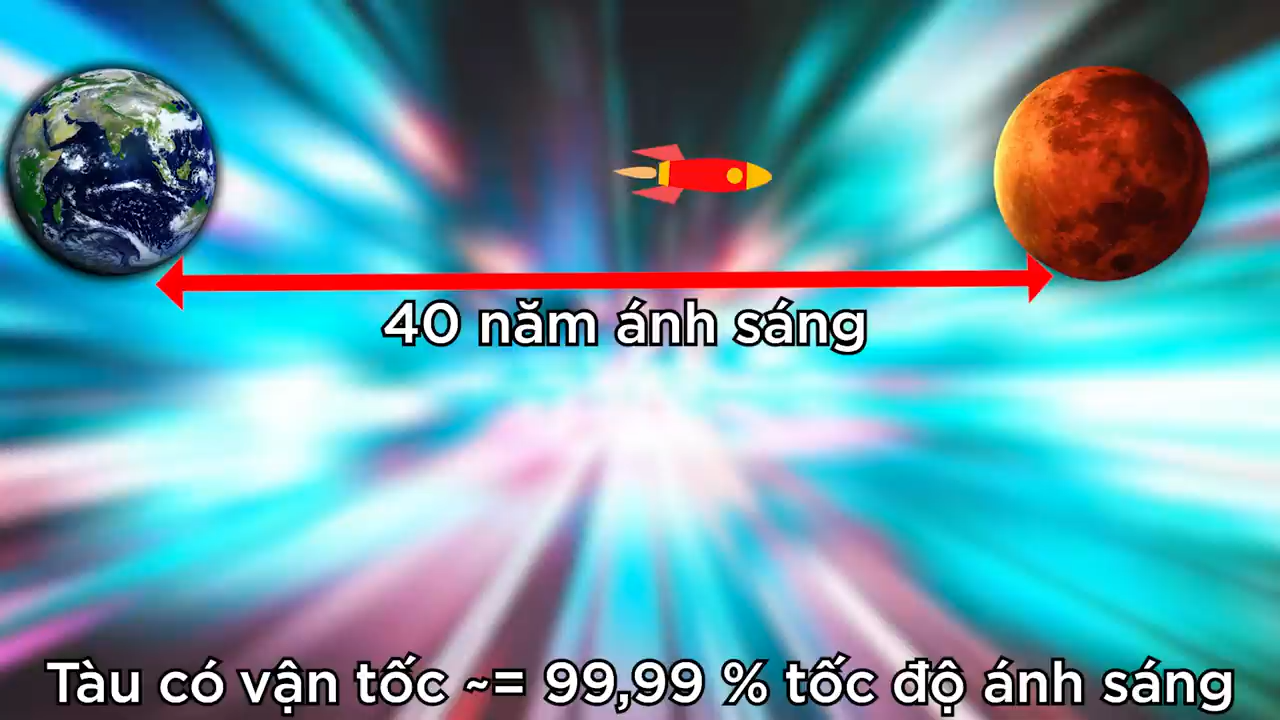 40 năm ánh sáng
Tàu có vận tốc ~= 99,99 % tốc độ ánh sáng